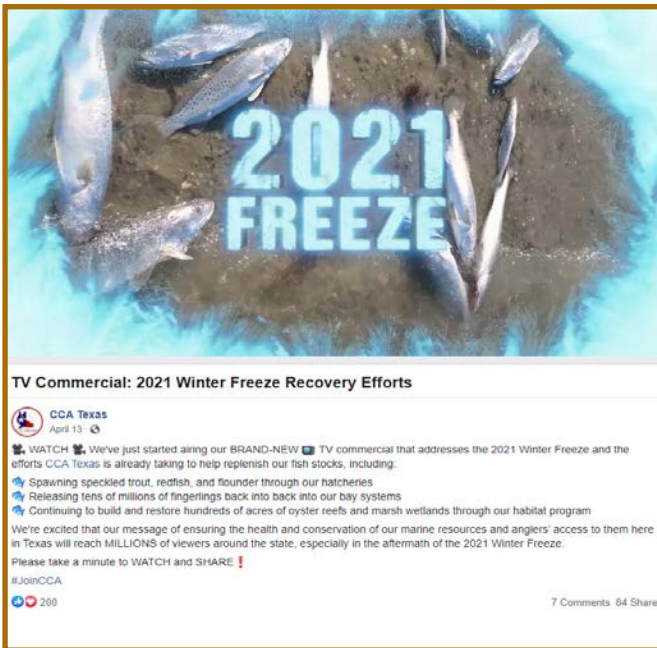 2021
FREEZE
TV Commercial: 2021 Winter Freeze Recovery Efforts
CCA Texas
April 13 ·
WATCH We've just started airing our BRAND-NEW TV commercial that addresses the 2021 Winter Freeze and the
efforts CCA Texas is already taking to help replenish our fish stocks, including:
Spawning speckled trout, redfish, and flounder through our hatcheries
Releasing tens of millions of fingerlings back into back into our bay systems
Continuing to build and restore hundreds of acres of oyster reefs and marsh wetlands through our habitat program
We're excited that our message of ensuring the health and conservation of our marine resources and anglers' access to them here
in Texas will reach MILLIONS of viewers around the state, especially in the aftermath of the 2021 Winter Freeze.
Please take a minute to WATCH and SHARE❗
#JoinCCA
200
7 Comments 84 Share